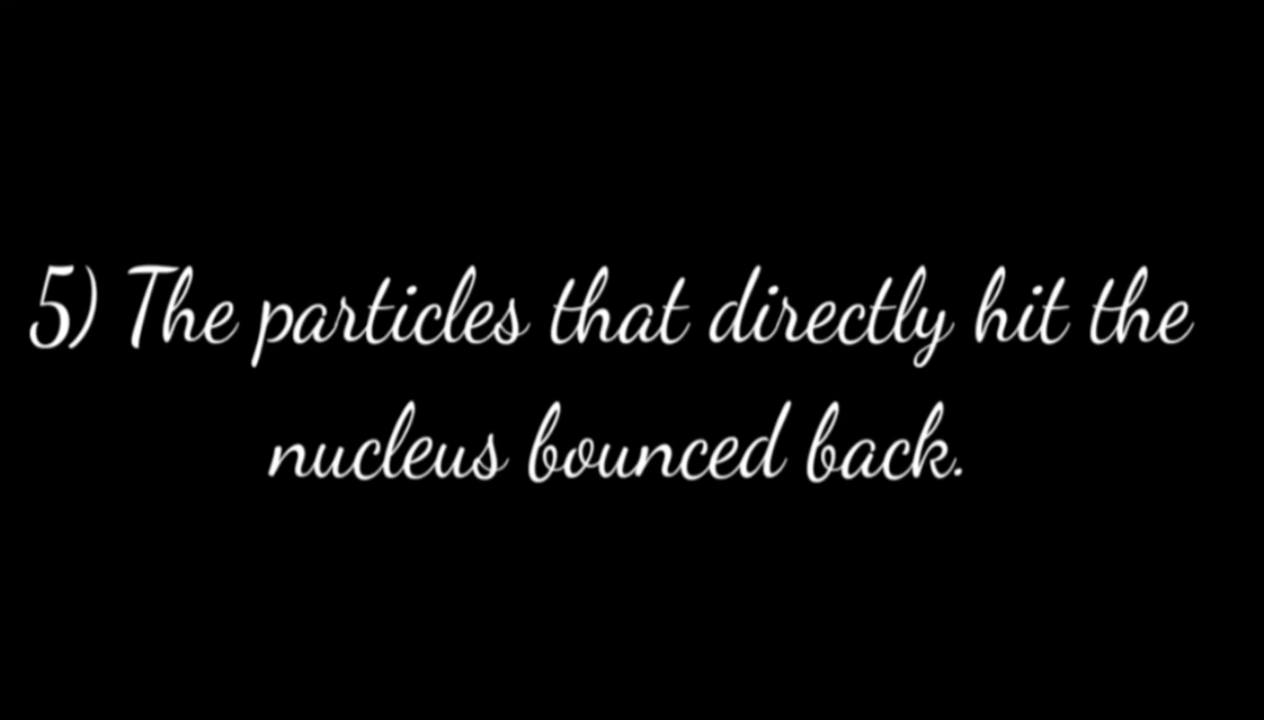 5) The particles that directly hit the
nucleus bounced back.